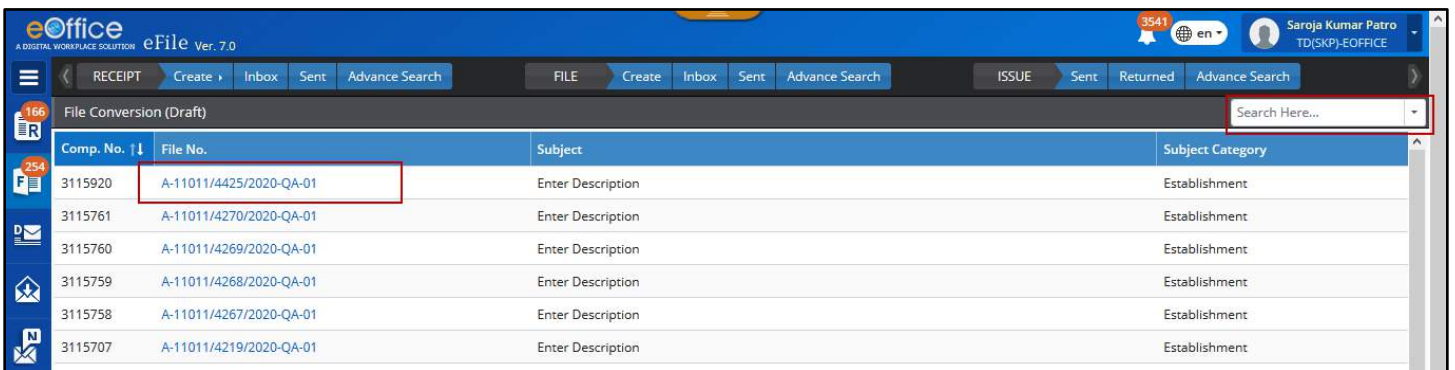 eOffice
A DIGITAL WORKPLACE SOLUTION eFile Ver. 7.0
3541
en
Saroja Kumar Patro
TD(SKP)-EOFFICE
RECEIPT Create Inbox Sent Advance Search FILE Create Inbox Sent Advance Search ISSUE Sent Returned Advance Search
166
R
File Conversion (Draft) Search Here...
Comp. No. File No. Subject Subject Category
254
F
3115920 A-11011/4425/2020-QA-01 Enter Description Establishment
3115761 A-11011/4270/2020-QA-01 Enter Description Establishment
D
3115760 A-11011/4269/2020-QA-01 Enter Description Establishment
3115759 A-11011/4268/2020-QA-01 Enter Description Establishment
3115758 A-11011/4267/2020-QA-01 Enter Description Establishment
N
3115707 A-11011/4219/2020-QA-01 Enter Description Establishment